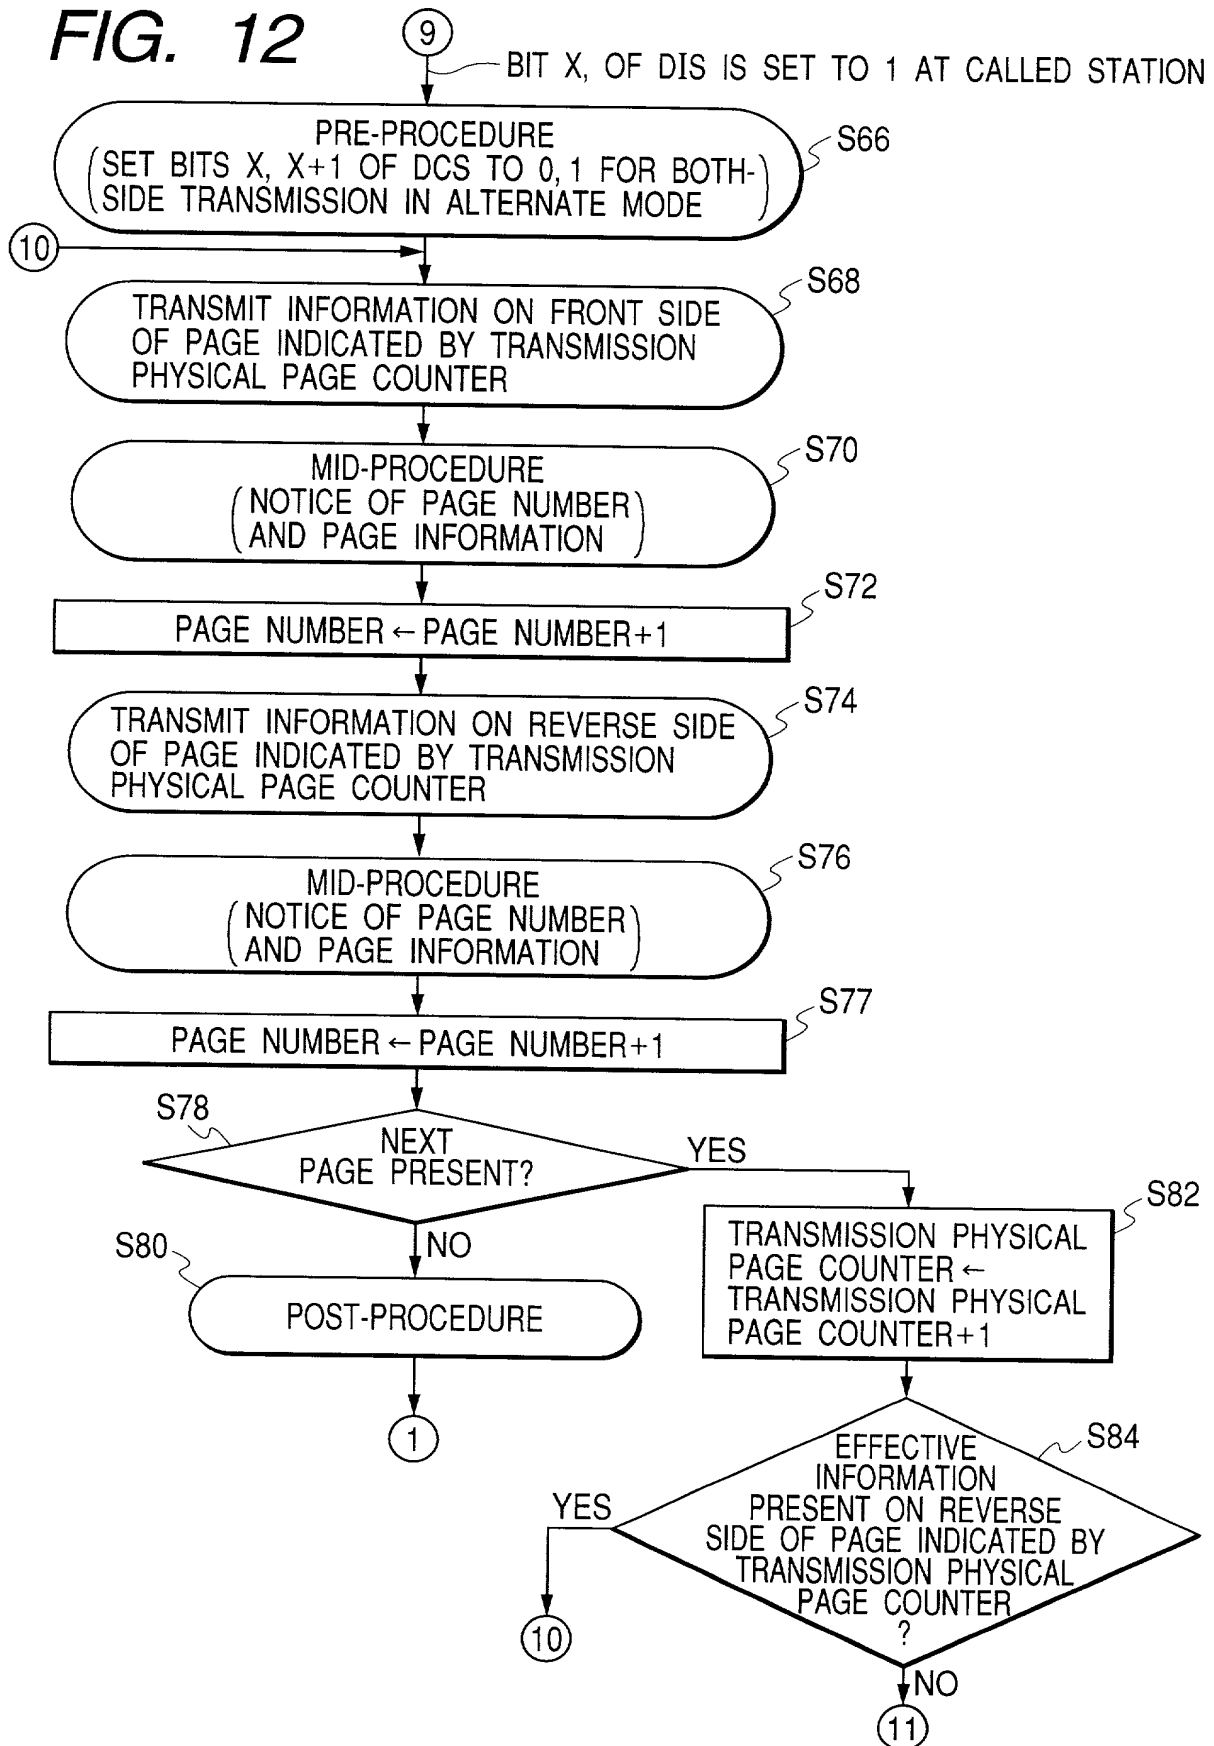 FIG. 12
9
BIT X, OF DIS IS SET TO 1 AT CALLED STATION
PRE-PROCEDURE
(SET BITS X, X+1 OF DCS TO 0,1 FOR BOTH-
SIDE TRANSMISSION IN ALTERNATE MODE)
S66
10
TRANSMIT INFORMATION ON FRONT SIDE
OF PAGE INDICATED BY TRANSMISSION
PHYSICAL PAGE COUNTER
S68
MID-PROCEDURE
(NOTICE OF PAGE NUMBER
AND PAGE INFORMATION)
S70
PAGE NUMBER ← PAGE NUMBER+1
S72
TRANSMIT INFORMATION ON REVERSE SIDE
OF PAGE INDICATED BY TRANSMISSION
PHYSICAL PAGE COUNTER
S74
MID-PROCEDURE
(NOTICE OF PAGE NUMBER
AND PAGE INFORMATION)
S76
PAGE NUMBER ← PAGE NUMBER+1
S77
S78
NEXT
PAGE PRESENT?
YES
NO
S80
POST-PROCEDURE
1
S82
TRANSMISSION PHYSICAL
PAGE COUNTER ←
TRANSMISSION PHYSICAL
PAGE COUNTER+1
S84
EFFECTIVE
INFORMATION
PRESENT ON REVERSE
SIDE OF PAGE INDICATED BY
TRANSMISSION PHYSICAL
PAGE COUNTER
?
YES
10
NO
11